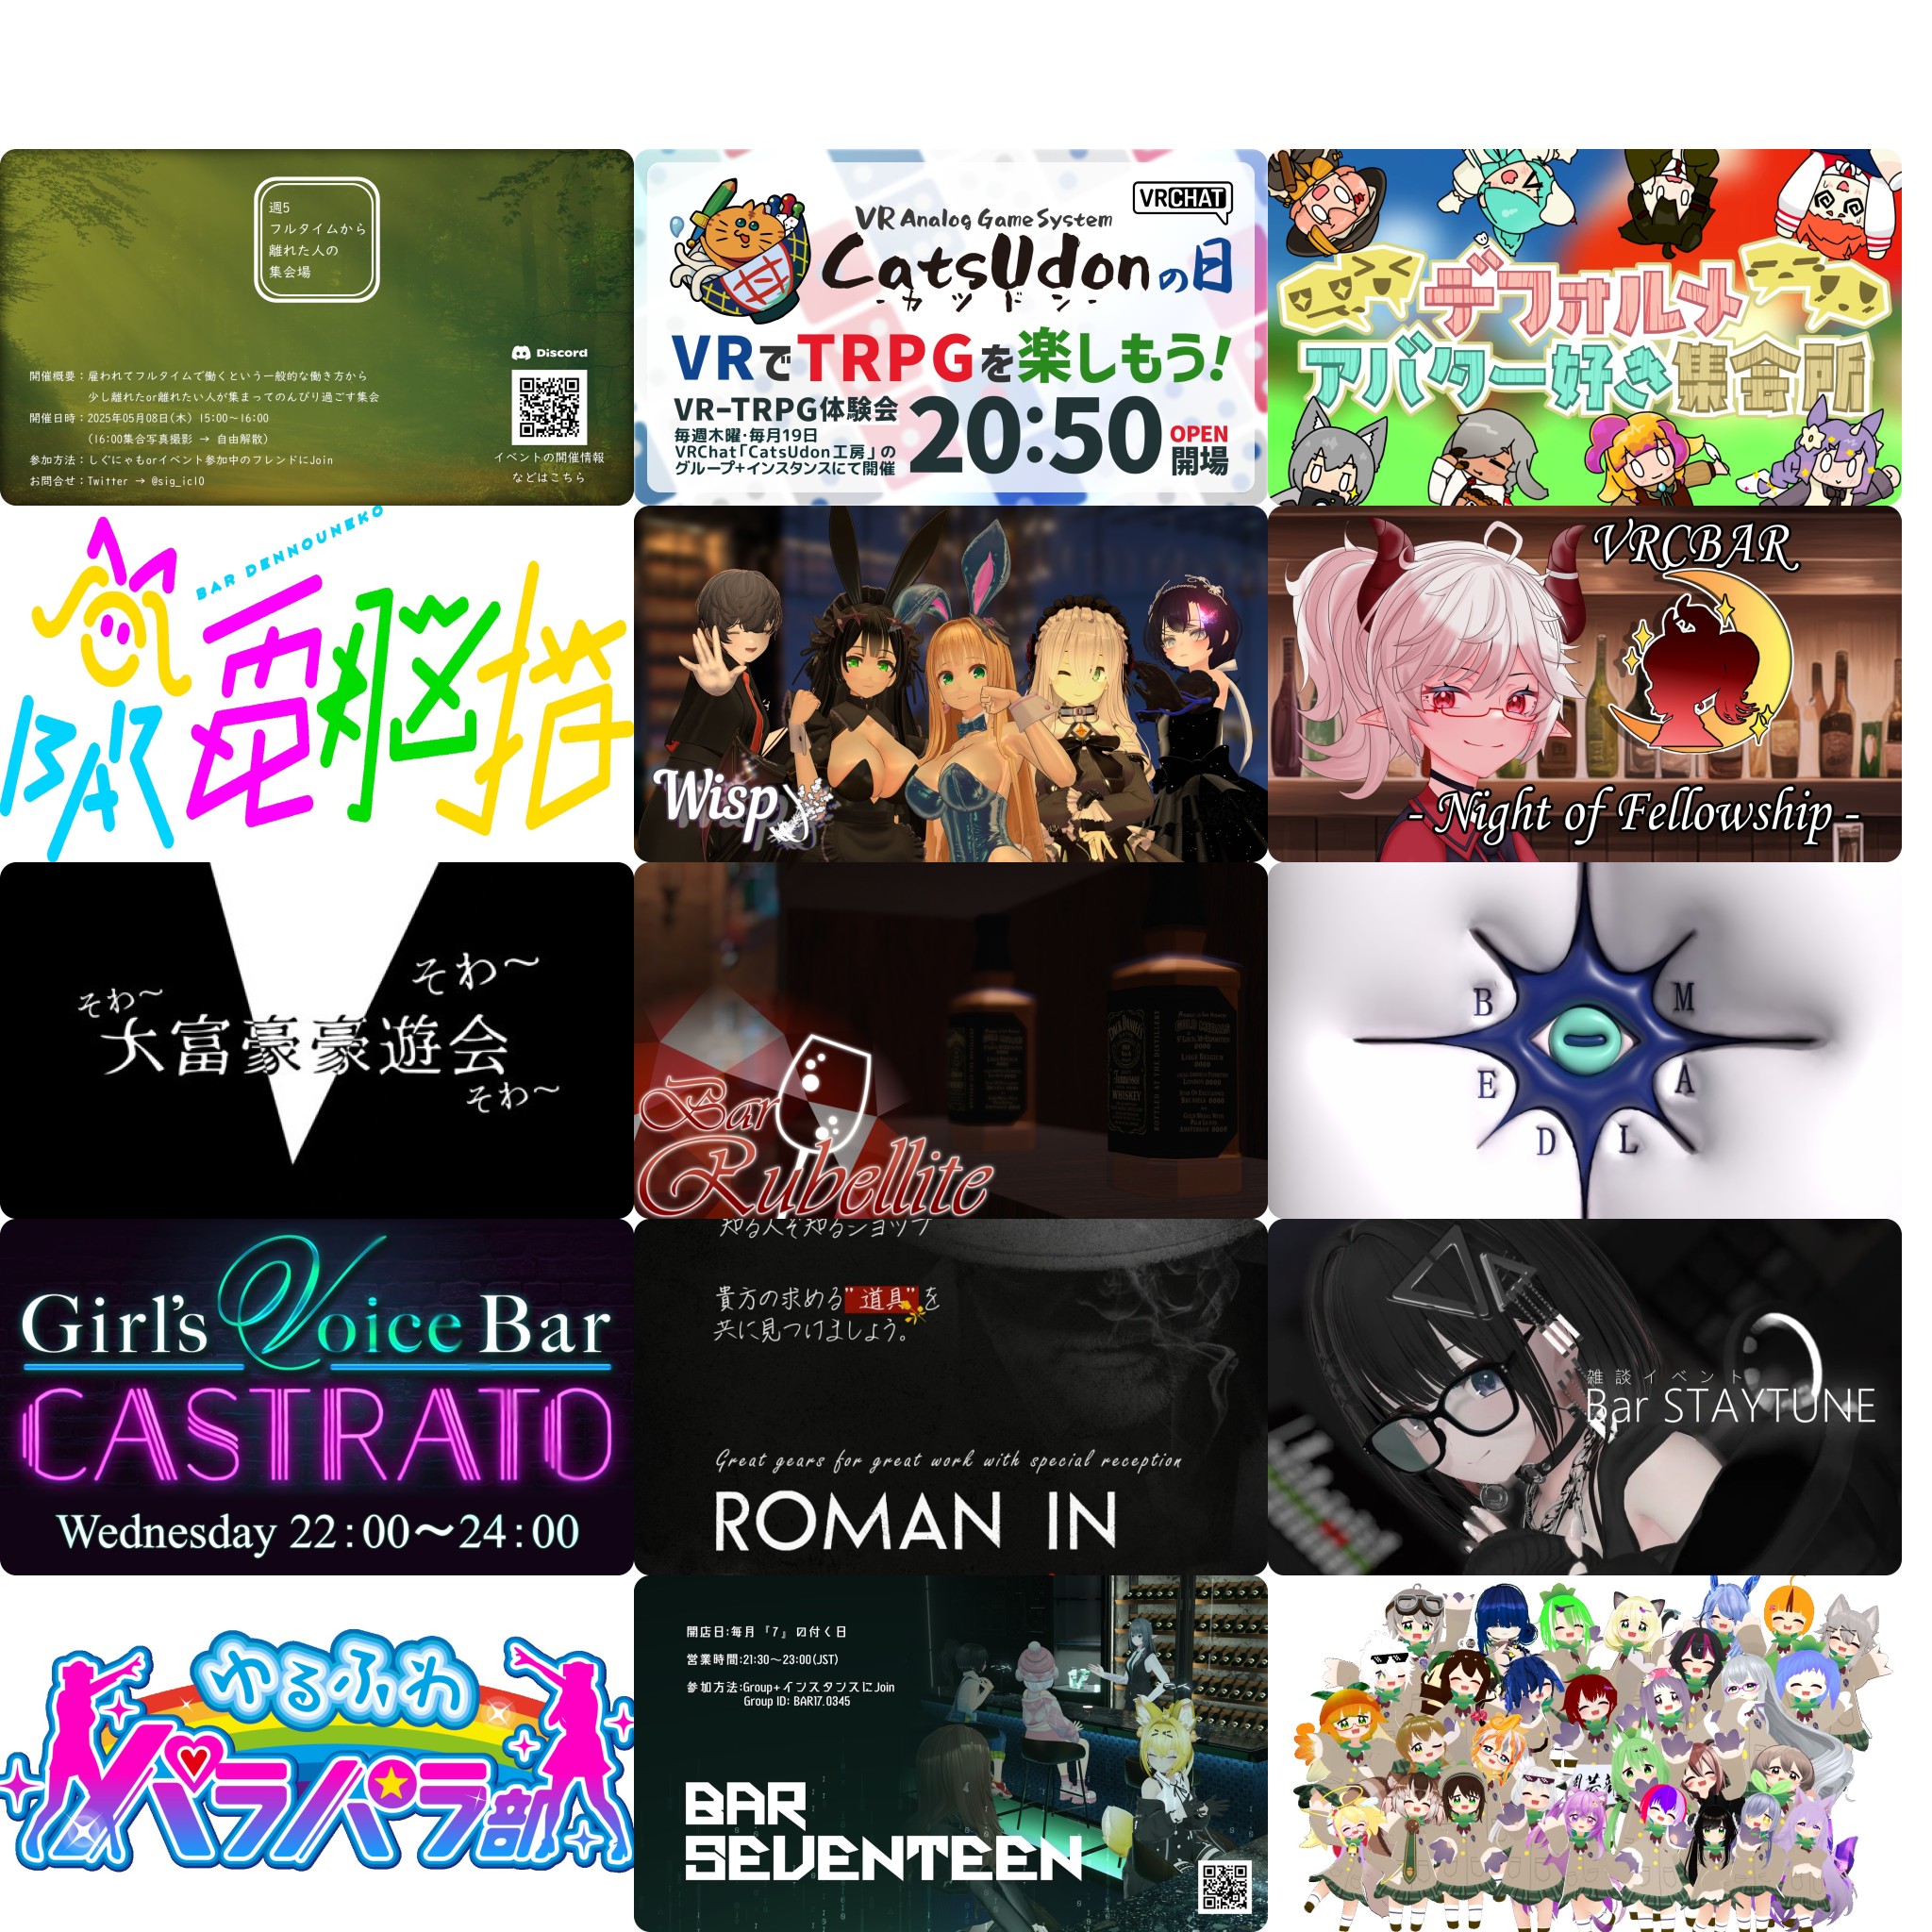 週5
フルタイムから
離れた人の
集会場
Discord
開催概要：雇われてフルタイムで働くという一般的な働き方から
少し離れたor離れたい人が集まってのんびり過ごす集会
開催日時：2025年05月08日(木) 15:00～16:00
(16:00集合写真撮影 → 自由解散)
参加方法：しぐにゃもorイベント参加中のフレンドにJoin
お問合せ：Twitter → @sig_icl0
イベントの開催情報
などはこちら
VRCHAT
VR Analog Game System
CatsUdonの日
-カツドン-
VRでTRPGを楽しもう!
VR-TRPG体験会
毎週木曜・毎月19日
VRChat「CatsUdon工房」の
グループ+インスタンスにて開催
20:50
OPEN
開場
デフォルメ
アバター好き集会所
BAR DENNOUNEKO
BAR 電脳猫
Wisp
VRCBAR
- Night of Fellowship -
そわ～
そわ～
大富豪豪遊会
そわ～
Bar
Rubellite
B M
E A
D L
Girl's Voice Bar
CASTRATO
Wednesday 22:00～24:00
知る人ぞ知るショップ
貴方の求める"道具"を
共に見つけましょう。
Great gears for great work with special reception
ROMAN IN
雑談イベント
Bar STAYTUNE
ゆるふわ
パラパラ部
開店日:毎月『7』の付く日
営業時間:21:30～23:00(JST)
参加方法:Group+インスタンスにJoin
Group ID: BAR17.0345
BAR
SEVENTEEN